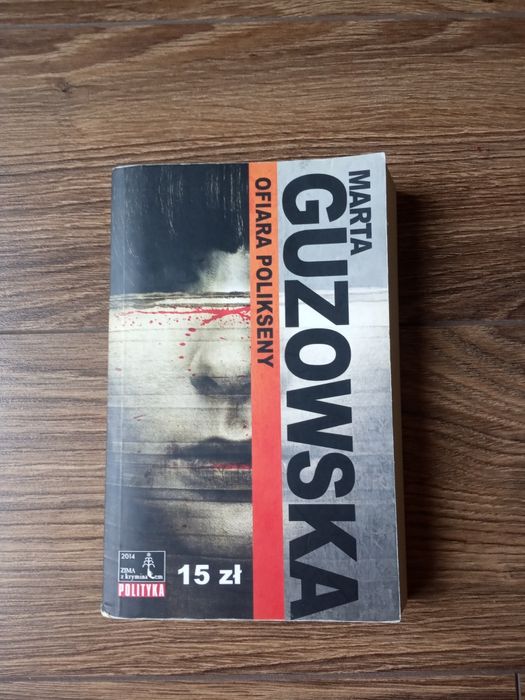 MARTA
GUZOWSKA
OFIARA POLIKSENY
2014
ZIMA
z kryminałem
POLITYKA
15 zł